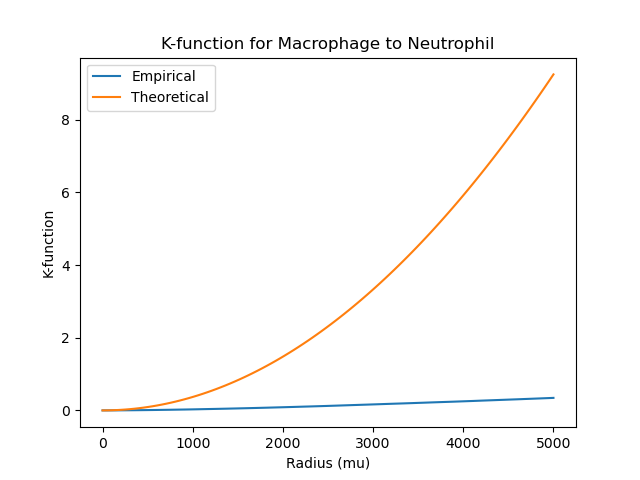 K-function for Macrophage to Neutrophil
Empirical
Theoretical
K-function
8
6
4
2
0
0 1000 2000 3000 4000 5000
Radius (mu)